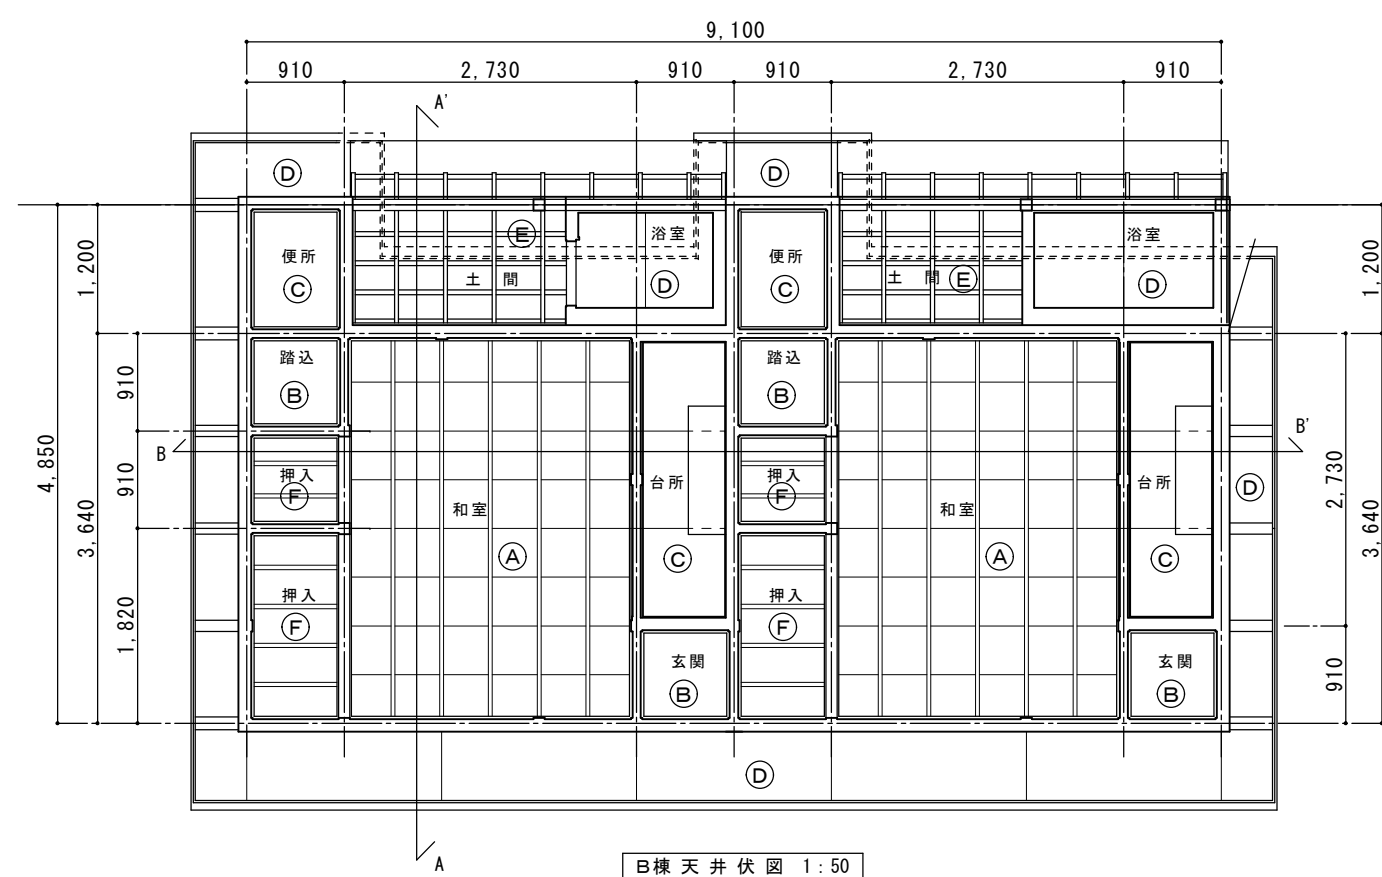 9,100
910 2,730 910 910 2,730 910
A'
D D
E 浴室 浴室
便所 便所
土間 D 土間 E D
C C
1,200 1,200
踏込 踏込
B B
910
B B'
4,850 3,640 910 2,730 3,640
押入 台所 押入 台所 D
F F
和室 和室
A C A C
押入 押入
F F
1,820
玄関 玄関
B B
910
D
A
B棟天井伏図 1:50